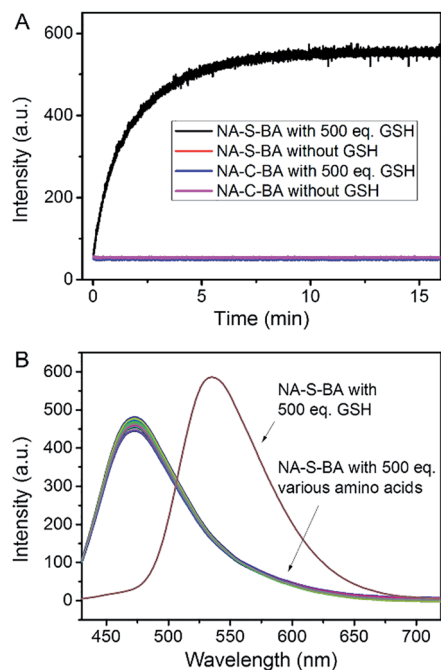 A
600
500
400
300
200
100
0
Intensity (a.u.)
NA-S-BA with 500 eq. GSH
NA-S-BA without GSH
NA-C-BA with 500 eq. GSH
NA-C-BA without GSH
0
5
10
15
Time (min)
B
600
500
400
300
200
100
0
Intensity (a.u.)
NA-S-BA with
500 eq. GSH
NA-S-BA with 500 eq.
various amino acids
450
500
550
600
650
700
Wavelength (nm)